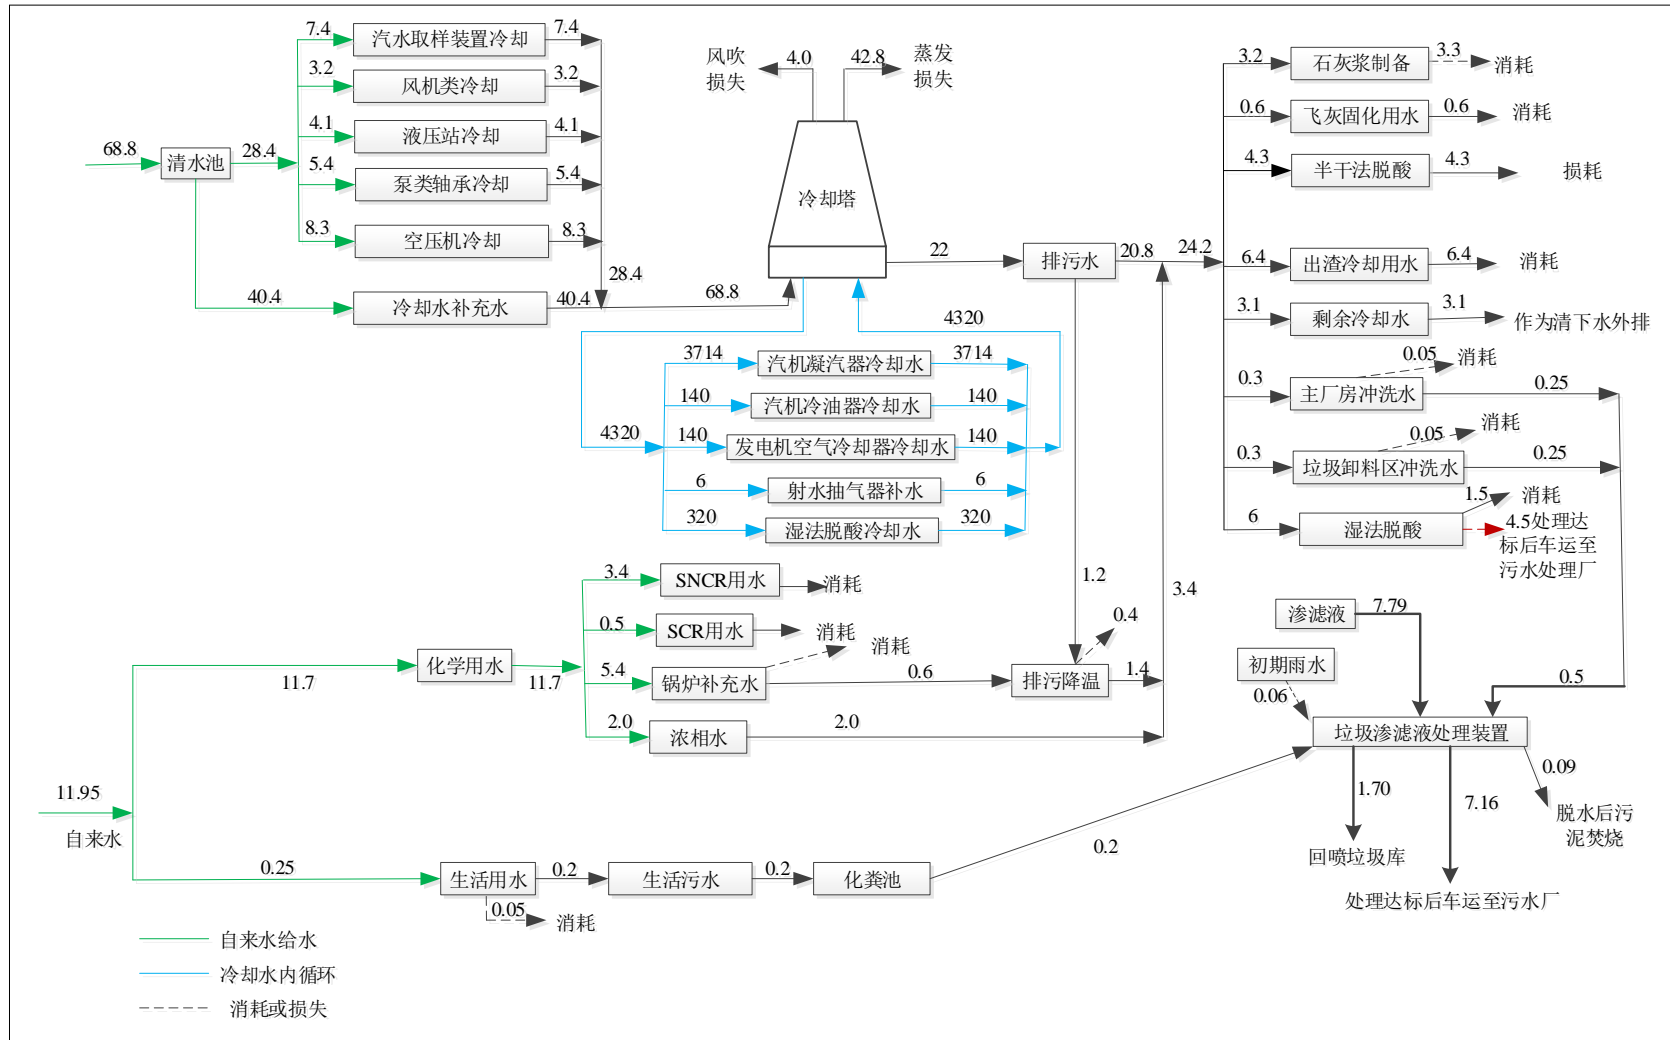 7.4
汽水取样装置冷却
7.4
3.2
风机类冷却
3.2
4.1
液压站冷却
4.1
68.8
清水池
28.4
5.4
泵类轴承冷却
5.4
8.3
空压机冷却
8.3
28.4
40.4
冷却水补充水
40.4
68.8
风吹
损失
4.0
42.8
蒸发
损失
冷却塔
22
排污水
20.8
24.2
4320
4320
3714
汽机凝汽器冷却水
3714
140
汽机冷油器冷却水
140
140
发电机空气冷却器冷却水
140
6
射水抽气器补水
6
320
湿法脱酸冷却水
320
3.2
石灰浆制备
3.3
消耗
0.6
飞灰固化用水
0.6
消耗
4.3
半干法脱酸
4.3
损耗
6.4
出渣冷却用水
6.4
消耗
3.1
剩余冷却水
3.1
作为清下水外排
0.3
主厂房冲洗水
0.05
消耗
0.25
0.3
垃圾卸料区冲洗水
0.05
消耗
0.25
6
湿法脱酸
1.5
消耗
4.5处理达
标后车运至
污水处理厂
3.4
SNCR用水
消耗
0.5
SCR用水
消耗
5.4
锅炉补充水
消耗
0.6
1.2
排污降温
0.4
1.4
3.4
2.0
浓相水
2.0
11.7
化学用水
11.7
11.95
自来水
0.25
生活用水
0.2
生活污水
0.2
化粪池
0.2
0.05
消耗
渗滤液
7.79
初期雨水
0.06
0.5
垃圾渗滤液处理装置
1.70
回喷垃圾库
7.16
处理达标后车运至污水厂
0.09
脱水后污
泥焚烧
自来水给水
冷却水内循环
消耗或损失